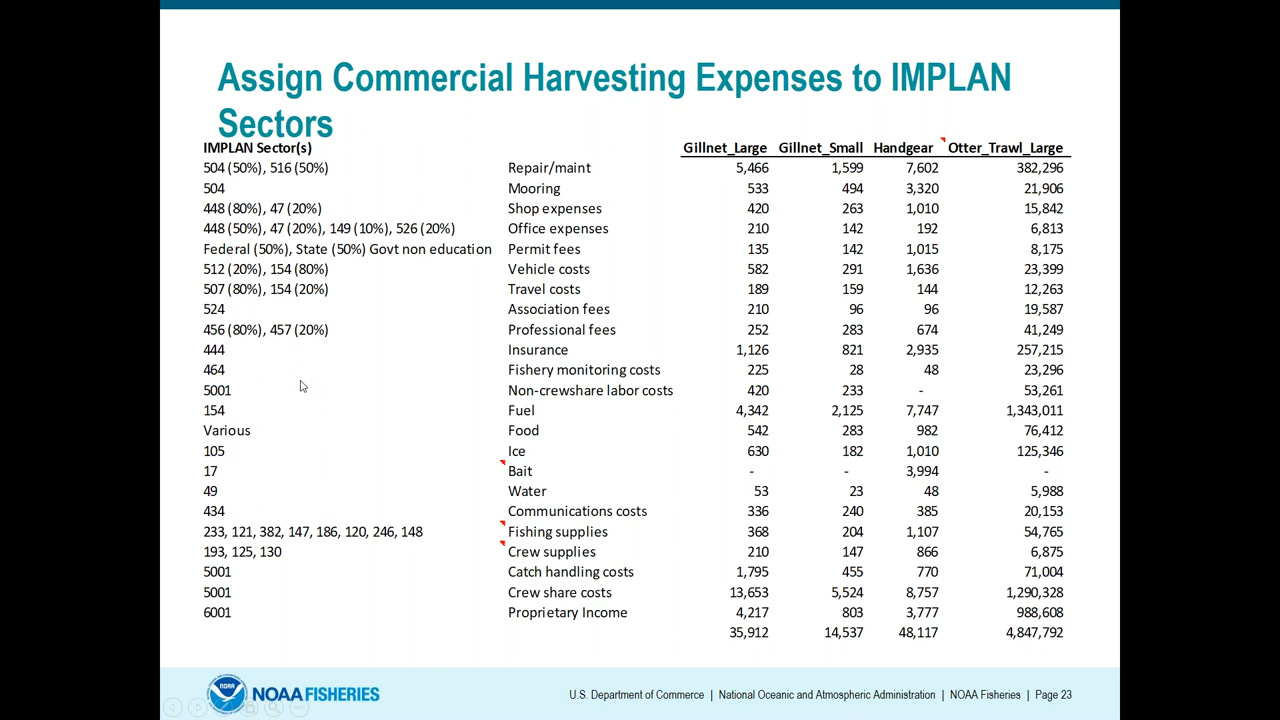 Assign Commercial Harvesting Expenses to IMPLAN
Sectors
IMPLAN Sector(s) Gillnet_Large Gillnet_Small Handgear Otter_Trawl_Large
504 (50%), 516 (50%) Repair/maint 5,466 1,599 7,602 382,296
504 Mooring 533 494 3,320 21,906
448 (80%), 47 (20%) Shop expenses 420 263 1,010 15,842
448 (50%), 47 (20%), 149 (10%), 526 (20%) Office expenses 210 142 192 6,813
Federal (50%), State (50%) Govt non education Permit fees 135 142 1,015 8,175
512 (20%), 154 (80%) Vehicle costs 582 291 1,636 23,399
507 (80%), 154 (20%) Travel costs 189 159 144 12,263
524 Association fees 210 96 96 19,587
456 (80%), 457 (20%) Professional fees 252 283 674 41,249
444 Insurance 1,126 821 2,935 257,215
464 Fishery monitoring costs 225 28 48 23,296
5001 Non-crewshare labor costs 420 233 - 53,261
154 Fuel 4,342 2,125 7,747 1,343,011
Various Food 542 283 982 76,412
105 Ice 630 182 1,010 125,346
17 Bait - - 3,994 -
49 Water 53 23 48 5,988
434 Communications costs 336 240 385 20,153
233, 121, 382, 147, 186, 120, 246, 148 Fishing supplies 368 204 1,107 54,765
193, 125, 130 Crew supplies 210 147 866 6,875
5001 Catch handling costs 1,795 455 770 71,004
5001 Crew share costs 13,653 5,524 8,757 1,290,328
6001 Proprietary Income 4,217 803 3,777 988,608
35,912 14,537 48,117 4,847,792
NOAA
NOAA FISHERIES
U.S. Department of Commerce | National Oceanic and Atmospheric Administration | NOAA Fisheries | Page 23